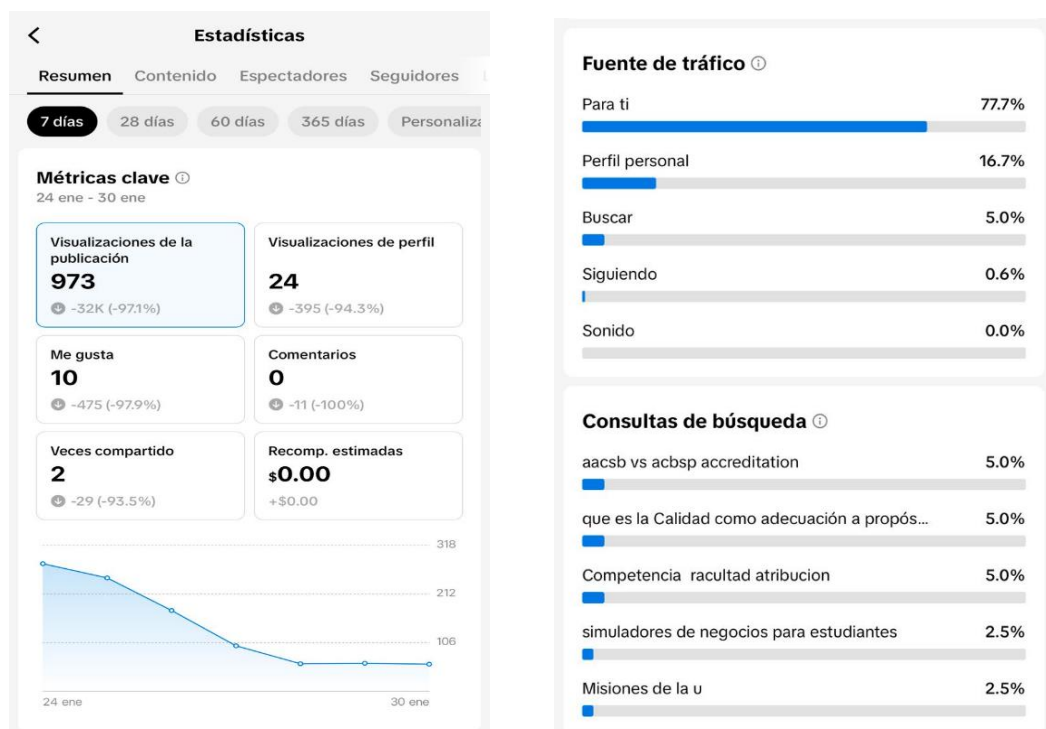 Estadísticas
Resumen Contenido Espectadores Seguidores
7 días 28 días 60 días 365 días Personaliza
Métricas clave
24 ene - 30 ene
Visualizaciones de la
publicación
973
-32K (-97.1%)
Visualizaciones de perfil
24
-395 (-94.3%)
Me gusta
10
-475 (-97.9%)
Comentarios
0
-11 (-100%)
Veces compartido
2
-29 (-93.5%)
Recomp. estimadas
$0.00
+$0.00
318
212
106
24 ene 30 ene
Fuente de tráfico
Para ti 77.7%
Perfil personal 16.7%
Buscar 5.0%
Siguiendo 0.6%
Sonido 0.0%
Consultas de búsqueda
aacsb vs acbsp accreditation 5.0%
que es la Calidad como adecuación a propós... 5.0%
Competencia racultad atribucion 5.0%
simuladores de negocios para estudiantes 2.5%
Misiones de la u 2.5%